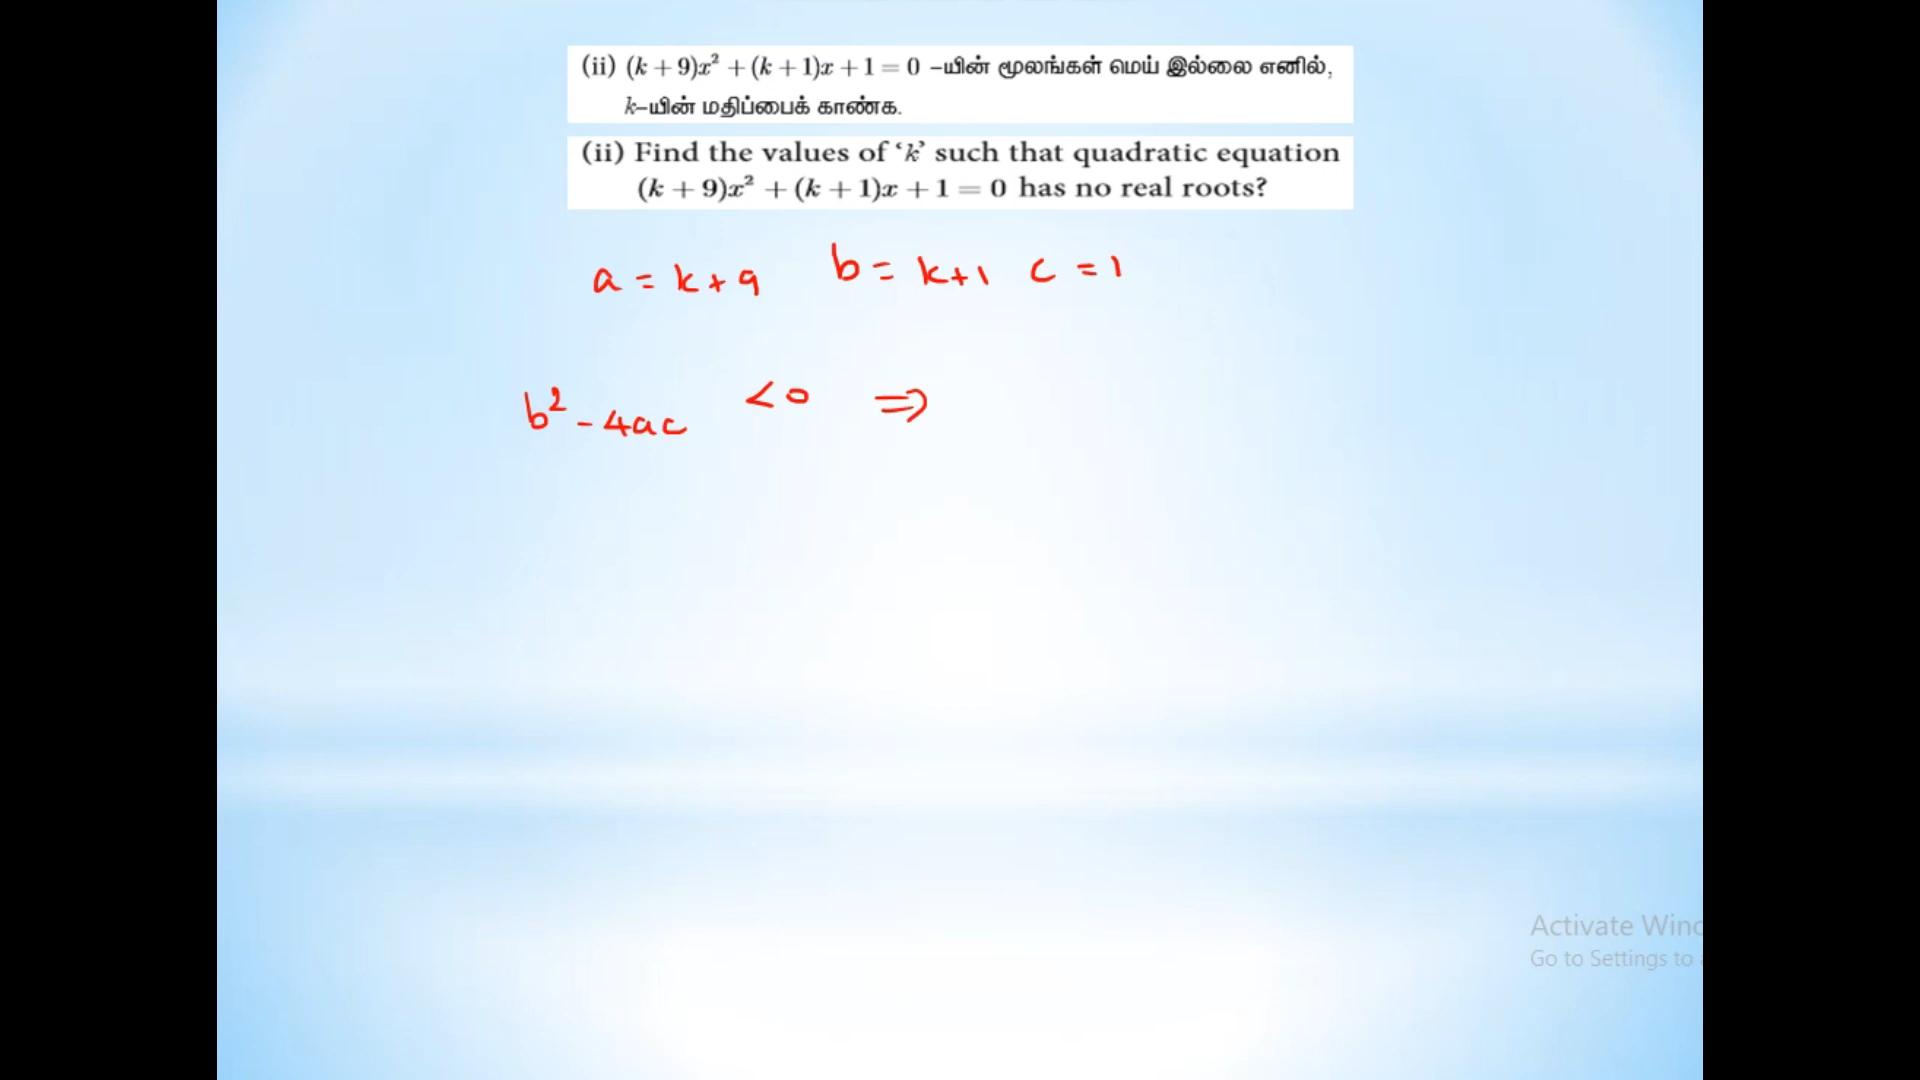 (ii) (k + 9)x² + (k + 1)x + 1 = 0 –யின் மூலங்கள் மெய் இல்லை எனில்,
k–யின் மதிப்பைக் காண்க.
(ii) Find the values of ‘k’ such that quadratic equation
(k + 9)x² + (k + 1)x + 1 = 0 has no real roots?
a = k + 9 b = k+1 c = 1
b² - 4ac < 0 ⇒
Activate Winc
Go to Settings to